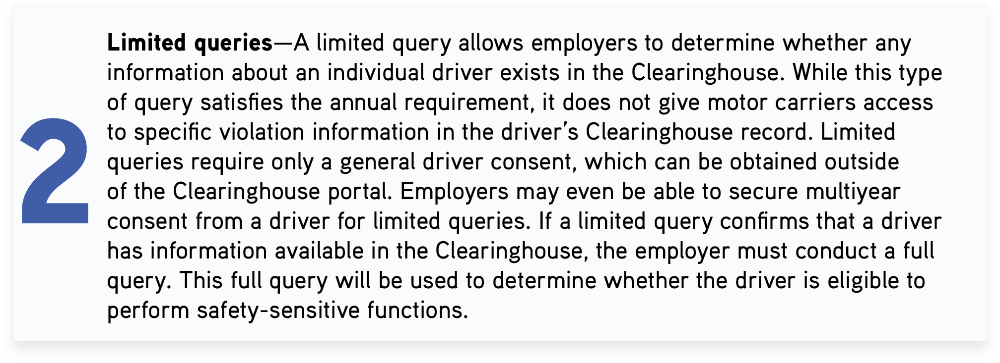 2
Limited queries—A limited query allows employers to determine whether any
information about an individual driver exists in the Clearinghouse. While this type
of query satisfies the annual requirement, it does not give motor carriers access
to specific violation information in the driver’s Clearinghouse record. Limited
queries require only a general driver consent, which can be obtained outside
of the Clearinghouse portal. Employers may even be able to secure multiyear
consent from a driver for limited queries. If a limited query confirms that a driver
has information available in the Clearinghouse, the employer must conduct a full
query. This full query will be used to determine whether the driver is eligible to
perform safety-sensitive functions.